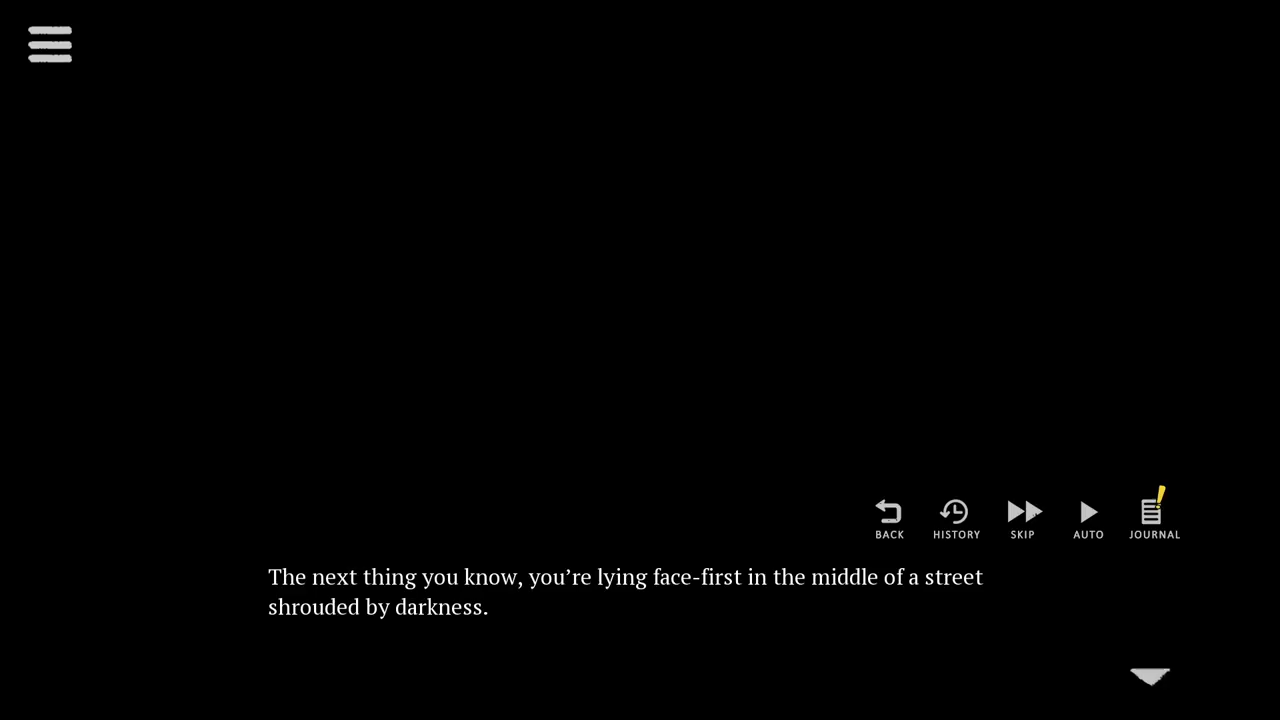 BACK HISTORY SKIP AUTO JOURNAL
The next thing you know, you’re lying face-first in the middle of a street
shrouded by darkness.